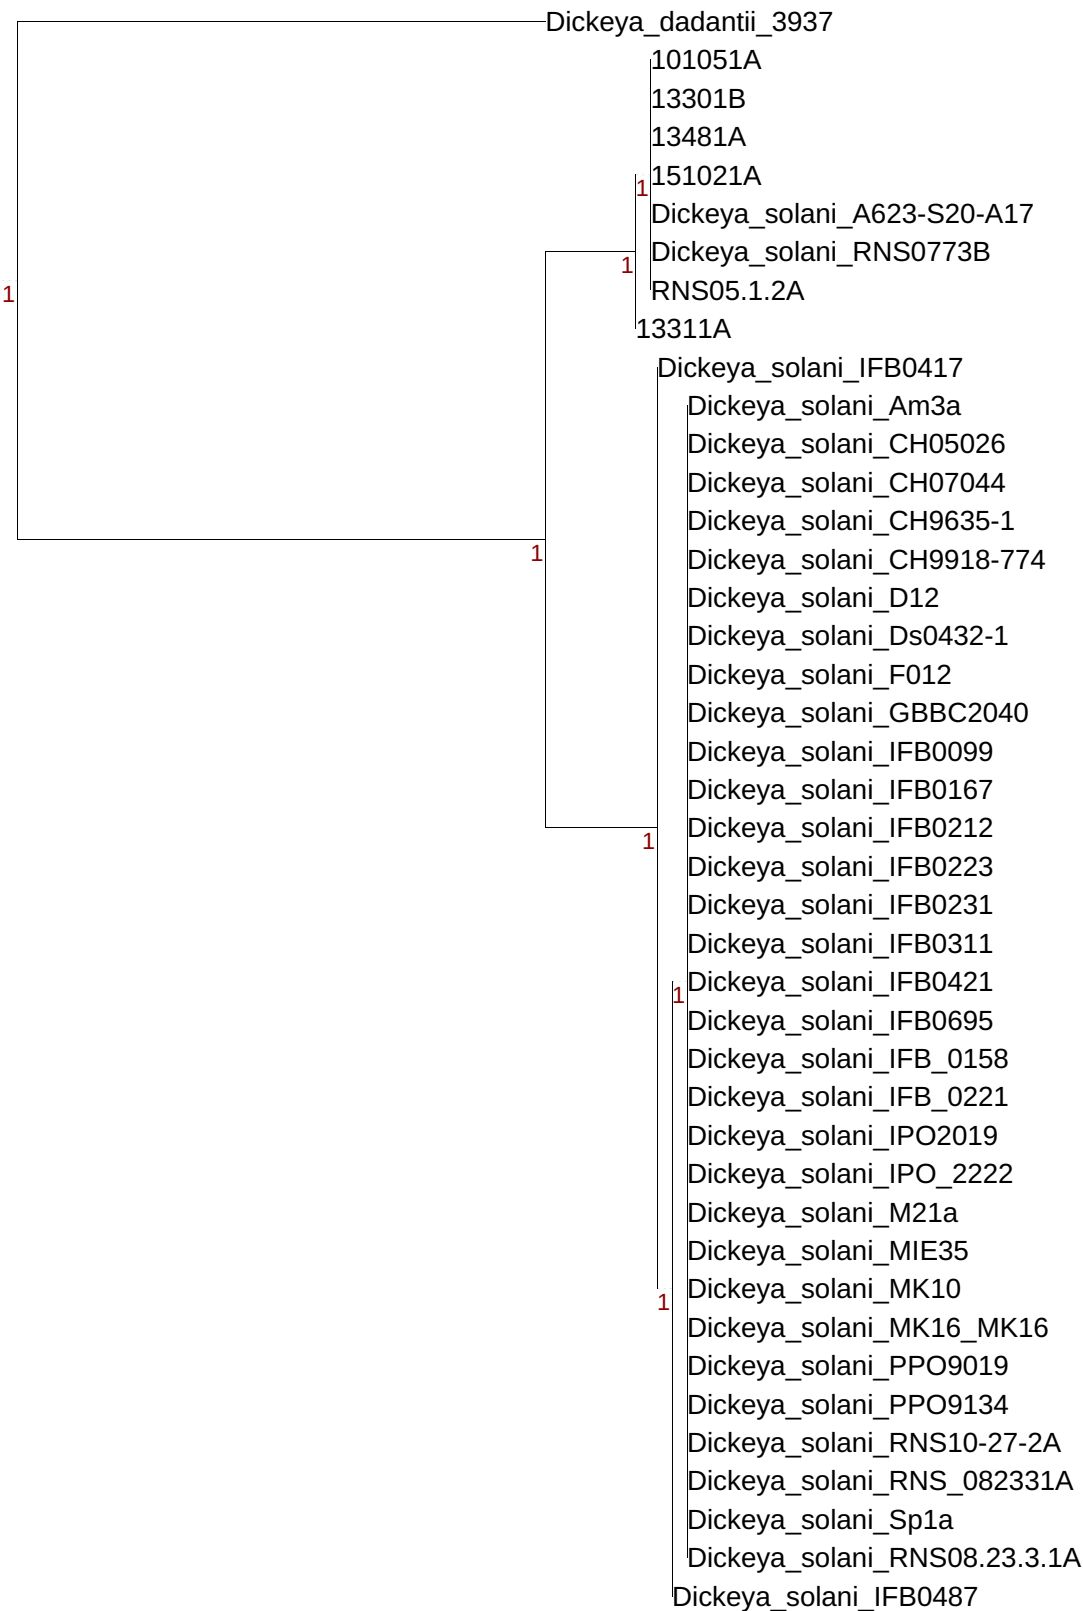 Dickeya_dadantii_3937
101051A
13301B
13481A
151021A
1
Dickeya_solani_A623-S20-A17
Dickeya_solani_RNS0773B
1
RNS05.1.2A
1
13311A
Dickeya_solani_IFB0417
Dickeya_solani_Am3a
Dickeya_solani_CH05026
Dickeya_solani_CH07044
Dickeya_solani_CH9635-1
1
Dickeya_solani_CH9918-774
Dickeya_solani_D12
Dickeya_solani_Ds0432-1
Dickeya_solani_F012
Dickeya_solani_GBBC2040
Dickeya_solani_IFB0099
Dickeya_solani_IFB0167
Dickeya_solani_IFB0212
1
Dickeya_solani_IFB0223
Dickeya_solani_IFB0231
Dickeya_solani_IFB0311
Dickeya_solani_IFB0421
1
Dickeya_solani_IFB0695
Dickeya_solani_IFB_0158
Dickeya_solani_IFB_0221
Dickeya_solani_IPO2019
Dickeya_solani_IPO_2222
Dickeya_solani_M21a
Dickeya_solani_MIE35
Dickeya_solani_MK10
1
Dickeya_solani_MK16_MK16
Dickeya_solani_PPO9019
Dickeya_solani_PPO9134
Dickeya_solani_RNS10-27-2A
Dickeya_solani_RNS_082331A
Dickeya_solani_Sp1a
Dickeya_solani_RNS08.23.3.1A
Dickeya_solani_IFB0487